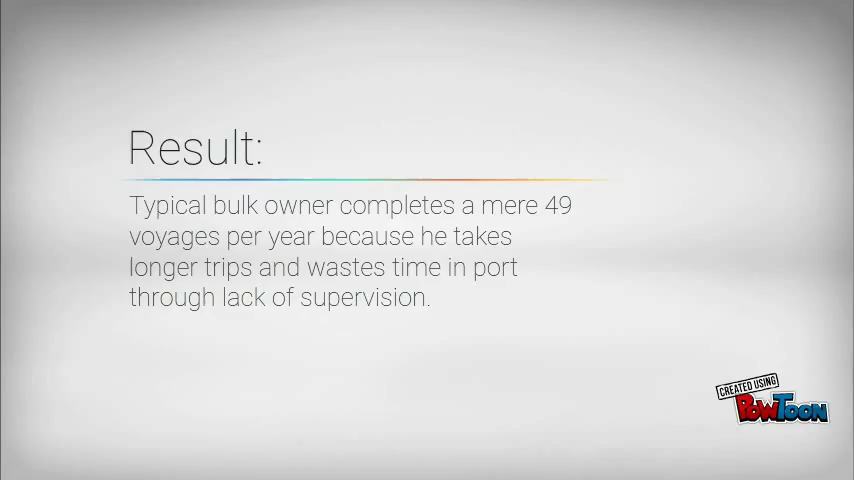 Result:
Typical bulk owner completes a mere 49
voyages per year because he takes
longer trips and wastes time in port
through lack of supervision.
CREATED USING
POWTOON